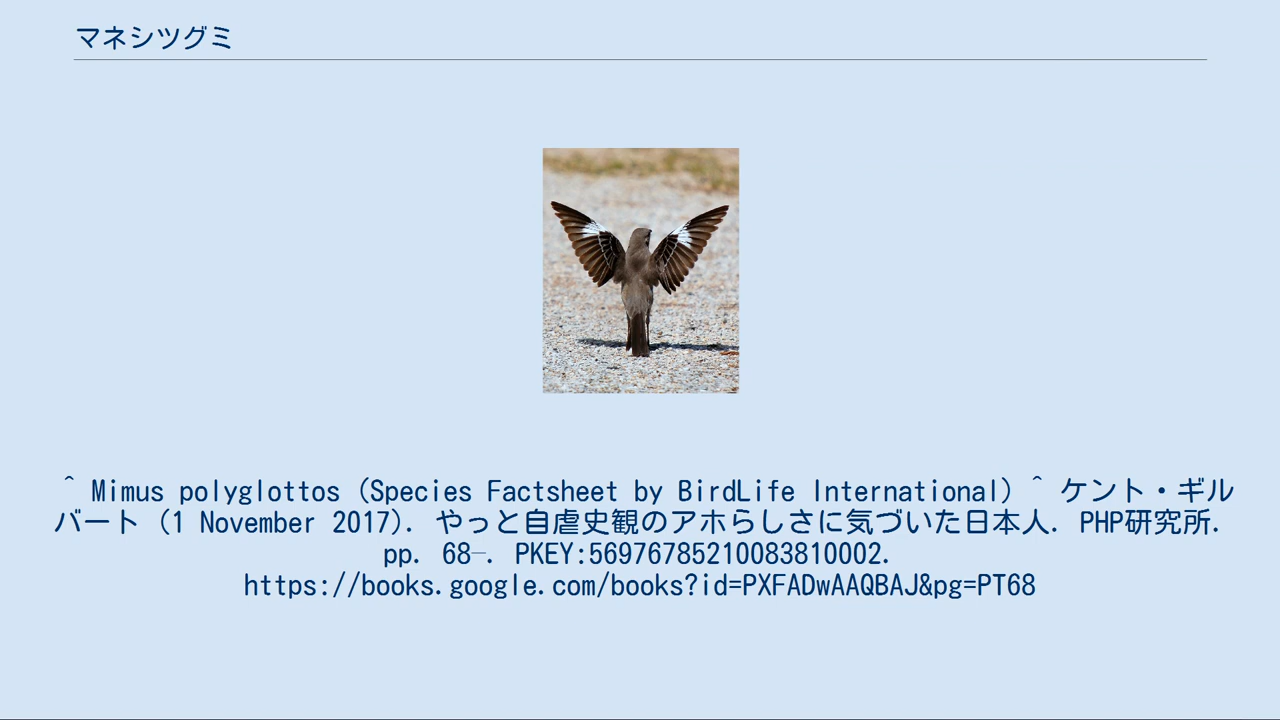 マネシツグミ
^ Mimus polyglottos (Species Factsheet by BirdLife International) ^ ケント・ギル
バート (1 November 2017). やっと自虐史観のアホらしさに気づいた日本人. PHP研究所.
pp. 68–. PKEY:56976785210083810002.
https://books.google.com/books?id=PXFADwAAQBAJ&pg=PT68